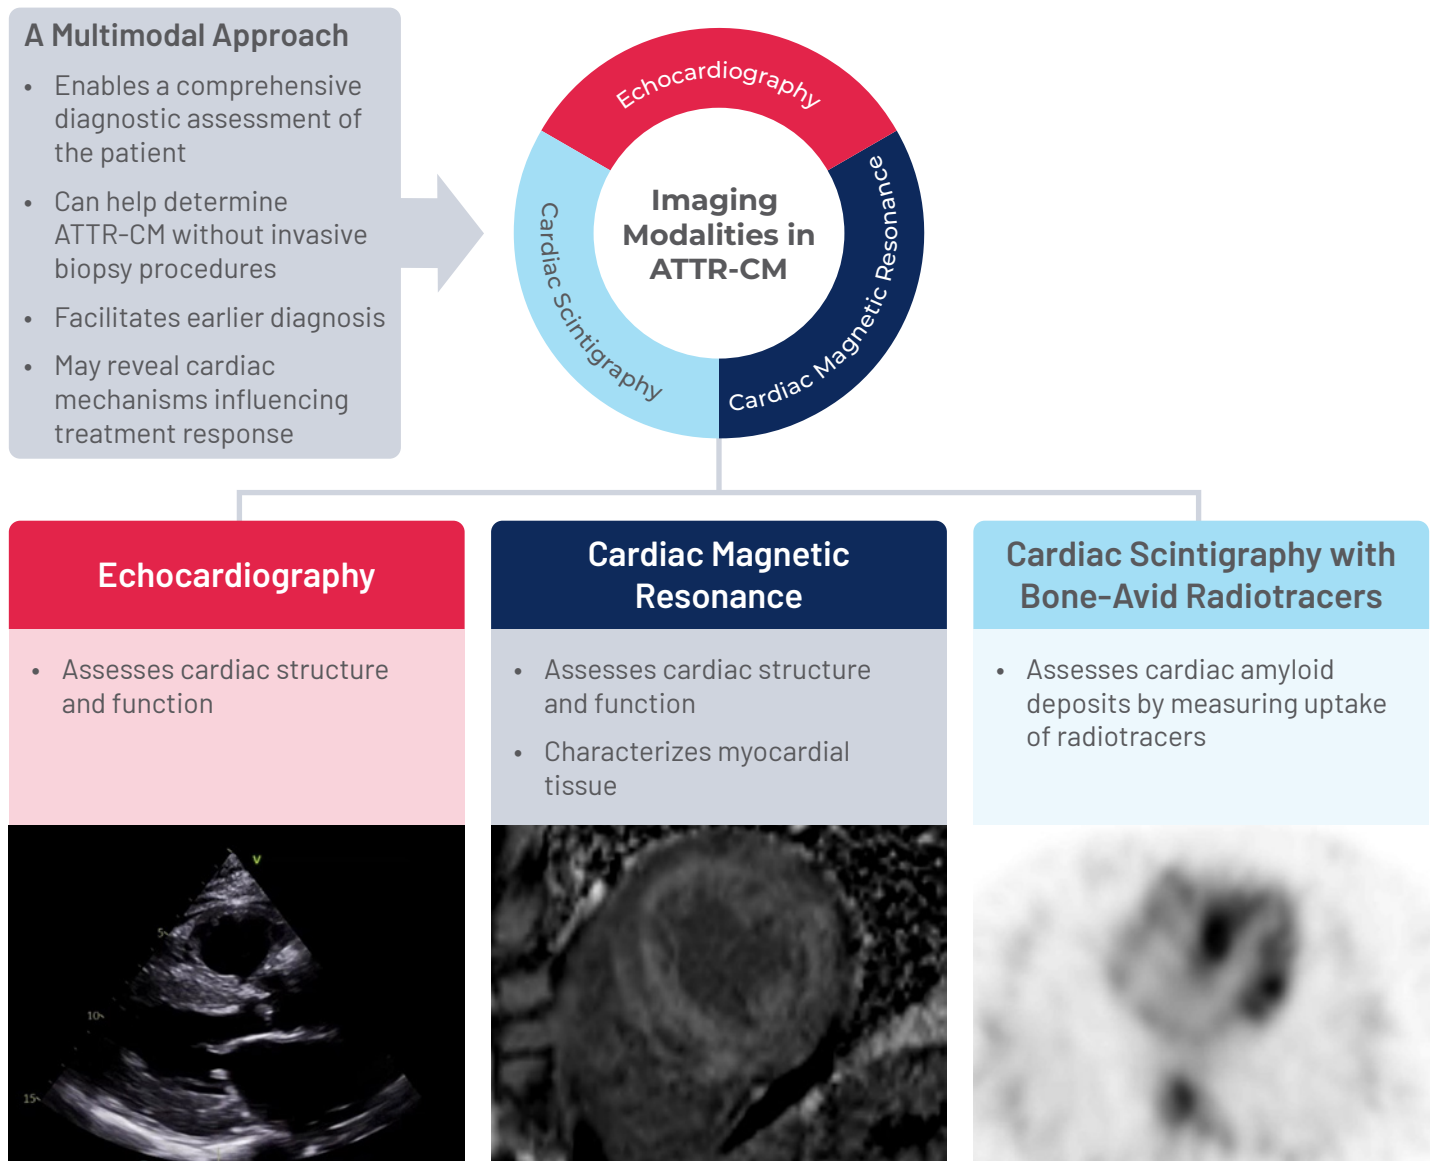 A Multimodal Approach
• Enables a comprehensive
diagnostic assessment of
the patient
• Can help determine
ATTR-CM without invasive
biopsy procedures
• Facilitates earlier diagnosis
• May reveal cardiac
mechanisms influencing
treatment response
Echocardiography
Cardiac Magnetic Resonance
Cardiac Scintigraphy
Imaging
Modalities in
ATTR-CM
Echocardiography
• Assesses cardiac structure
and function
Cardiac Magnetic
Resonance
• Assesses cardiac structure
and function
• Characterizes myocardial
tissue
Cardiac Scintigraphy with
Bone-Avid Radiotracers
• Assesses cardiac amyloid
deposits by measuring uptake
of radiotracers
V
5
10
15